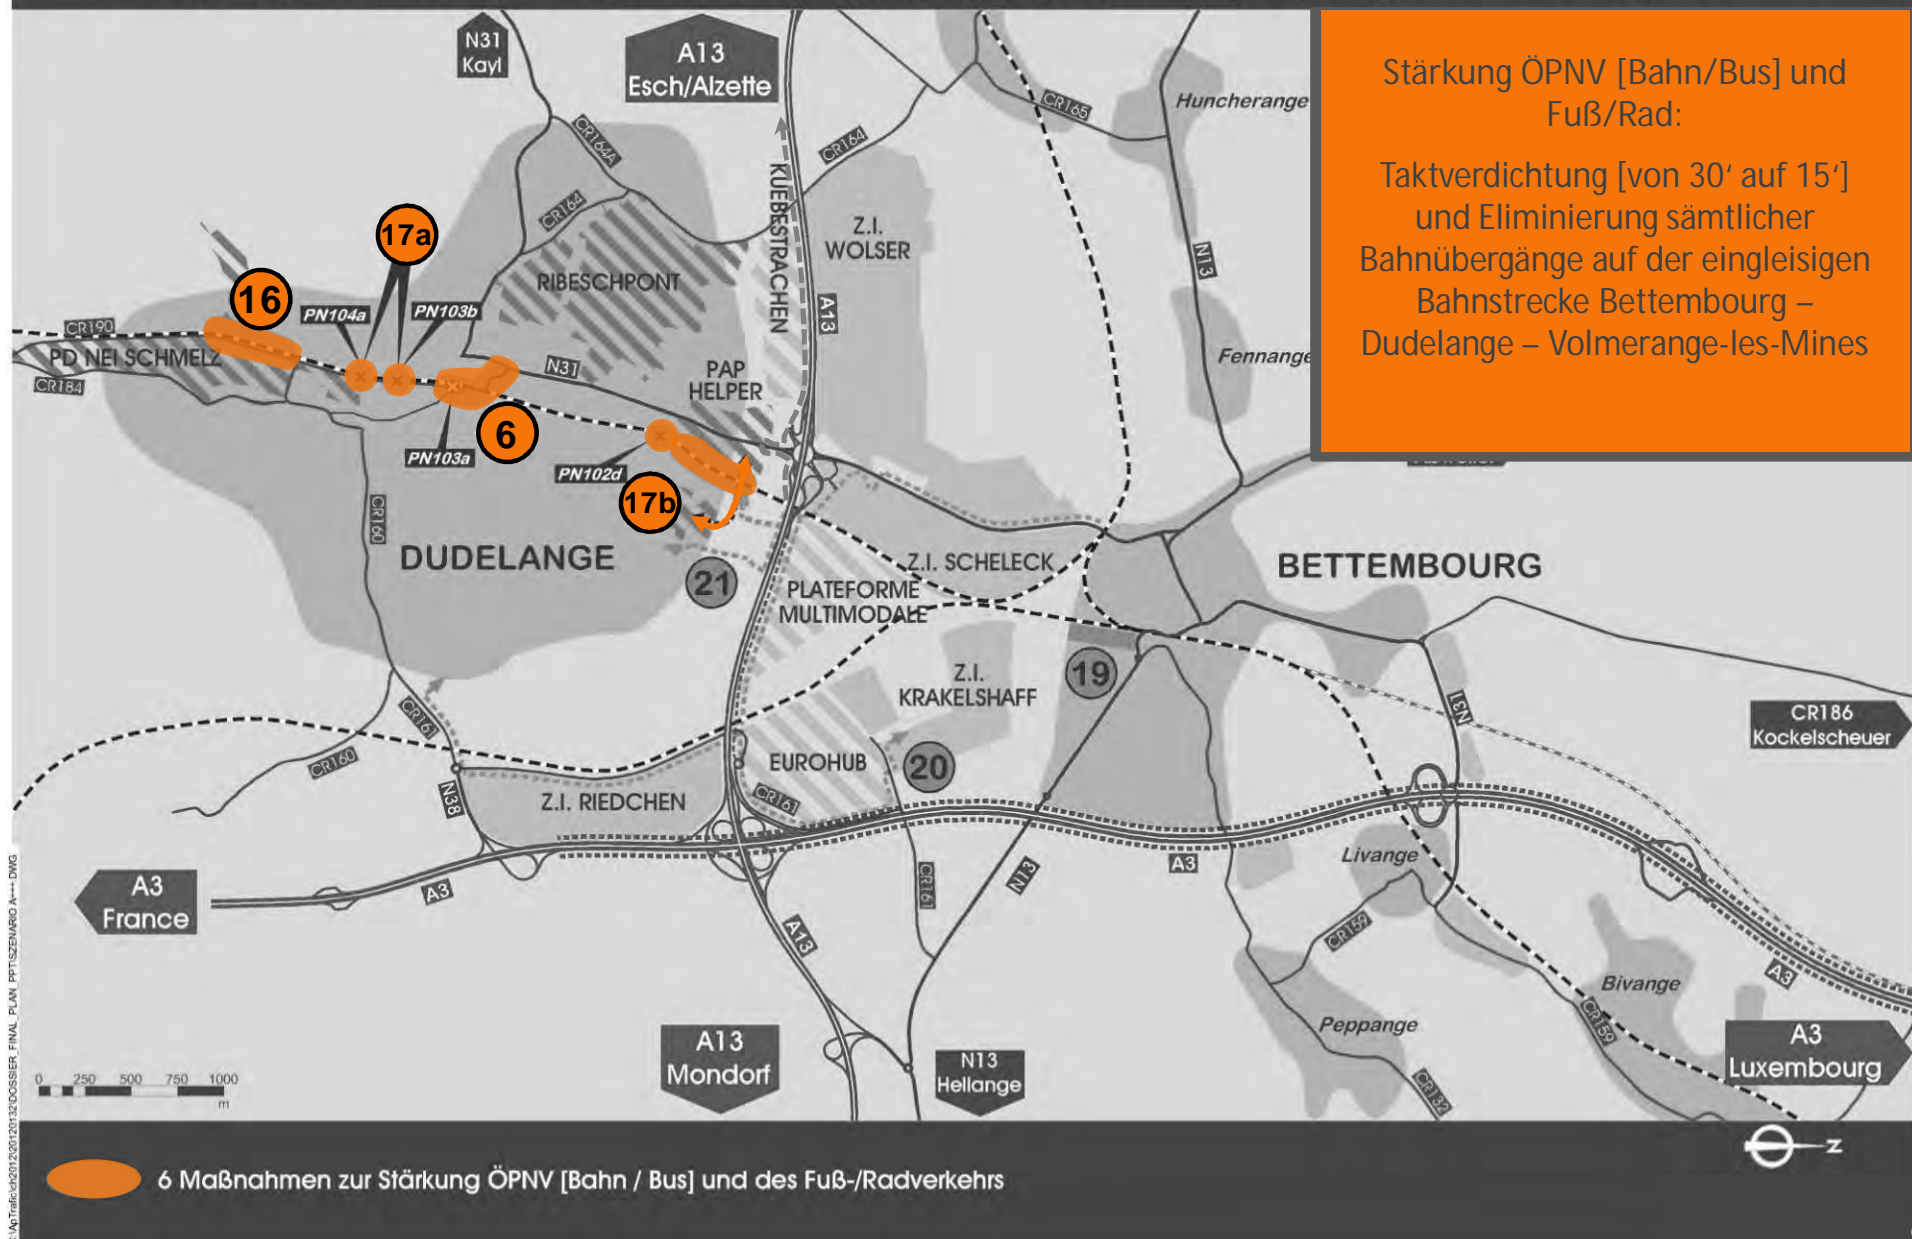 N31
Kayl
A13
Esch/Alzette
CR164A
CR164
CR164
KUEBESTRACHEN
A13
Z.I.
WOLSER
CR165
Huncherange
N13
Fennange
Stärkung ÖPNV [Bahn/Bus] und
Fuß/Rad:
Taktverdichtung [von 30‘ auf 15‘]
und Eliminierung sämtlicher
Bahnübergänge auf der eingleisigen
Bahnstrecke Bettembourg –
Dudelange – Volmerange-les-Mines
17a
16
PN104a
PN103b
RIBESCHPONT
CR190
PD NEI SCHMELZ
CR184
N31
PAP
HELPER
6
PN103a
PN102d
17b
CR160
DUDELANGE
21
Z.I. SCHELECK
PLATEFORME
MULTIMODALE
BETTEMBOURG
19
Z.I.
KRAKELSHAFF
N31
CR186
Kockelscheuer
CR161
CR160
N38
Z.I. RIEDCHEN
EUROHUB
CR161
20
A3
France
A3
A13
CR161
N13
A3
Livange
CR159
Peppange
CR132
Bivange
CR159
A3
A3
Luxembourg
A13
Mondorf
N13
Hellange
0 250 500 750 1000
m
Z
6 Maßnahmen zur Stärkung ÖPNV [Bahn / Bus] und des Fuß-/Radverkehrs